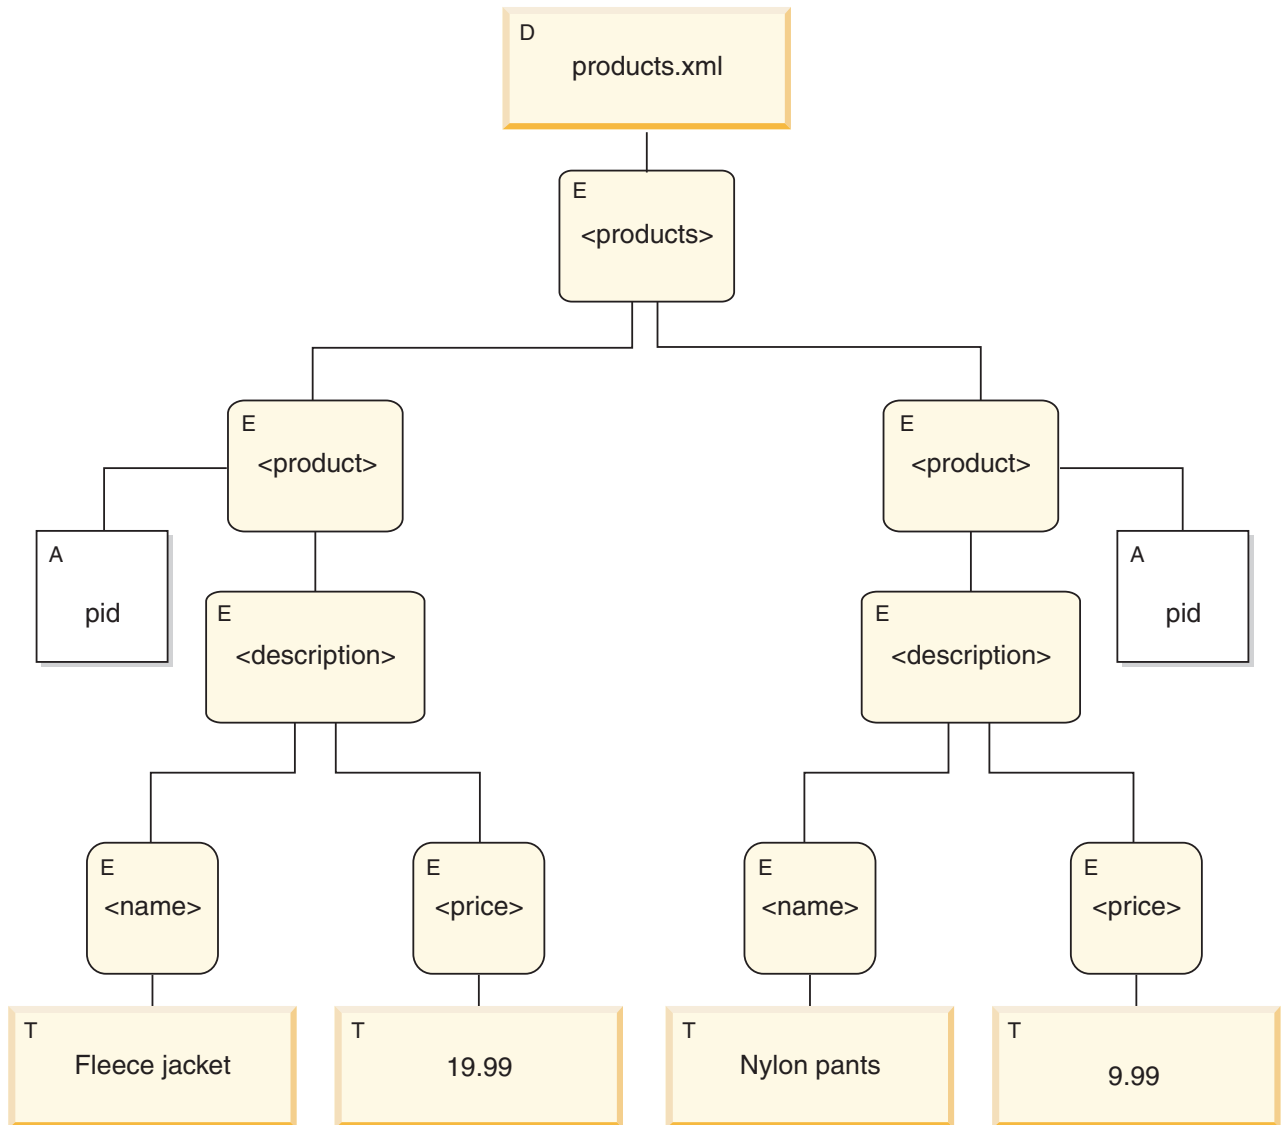 D
products.xml
E
<products>
E
<product>
E
<product>
A
pid
E
<description>
E
<description>
A
pid
E
<name>
E
<price>
E
<name>
E
<price>
T
Fleece jacket
T
19.99
T
Nylon pants
T
9.99